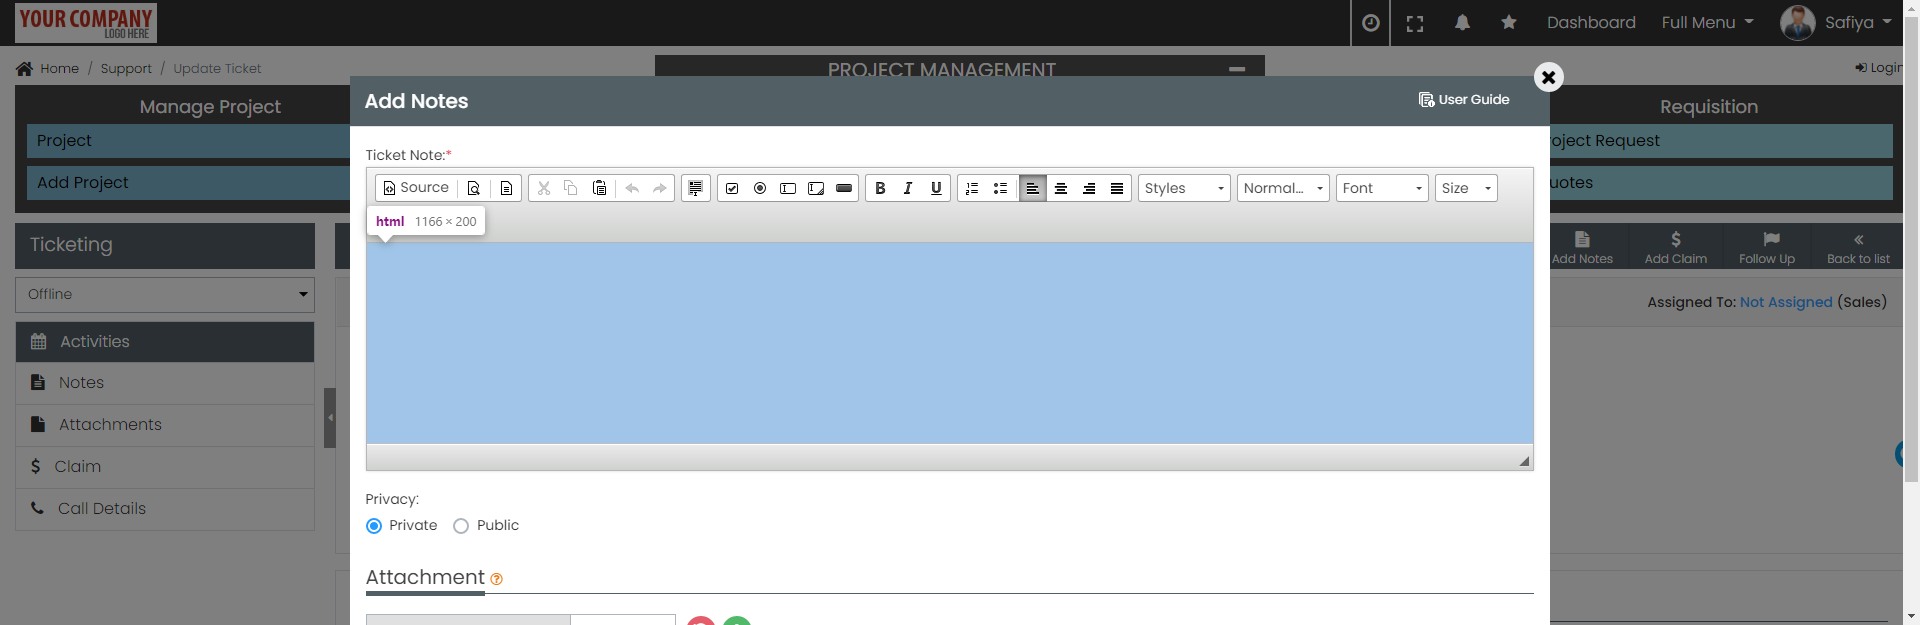 YOUR COMPANY
LOGO HERE
Dashboard
Full Menu
Safiya
Home / Support / Update Ticket
PROJECT MANAGEMENT
Login
Manage Project
Project
Add Project
Requisition
oject Request
uotes
Add Notes
User Guide
Ticket Note:*
Source
Styles
Normal...
Font
Size
html 1166 × 200
Ticketing
Offline
Activities
Notes
Attachments
Claim
Call Details
Add Notes
Add Claim
Follow Up
Back to list
Assigned To: Not Assigned (Sales)
Privacy:
Private
Public
Attachment